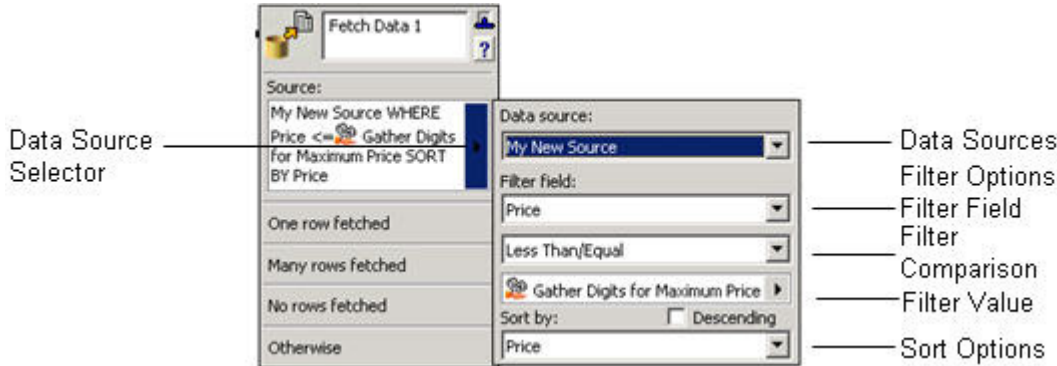 Fetch Data 1
?
Source:
My New Source WHERE
Price <= Gather Digits
for Maximum Price SORT
BY Price
One row fetched
Many rows fetched
No rows fetched
Otherwise
Data Source
Selector
Data source:
My New Source
Filter field:
Price
Less Than/Equal
Gather Digits for Maximum Price
Sort by:
Descending
Price
Data Sources
Filter Options
Filter Field
Filter
Comparison
Filter Value
Sort Options